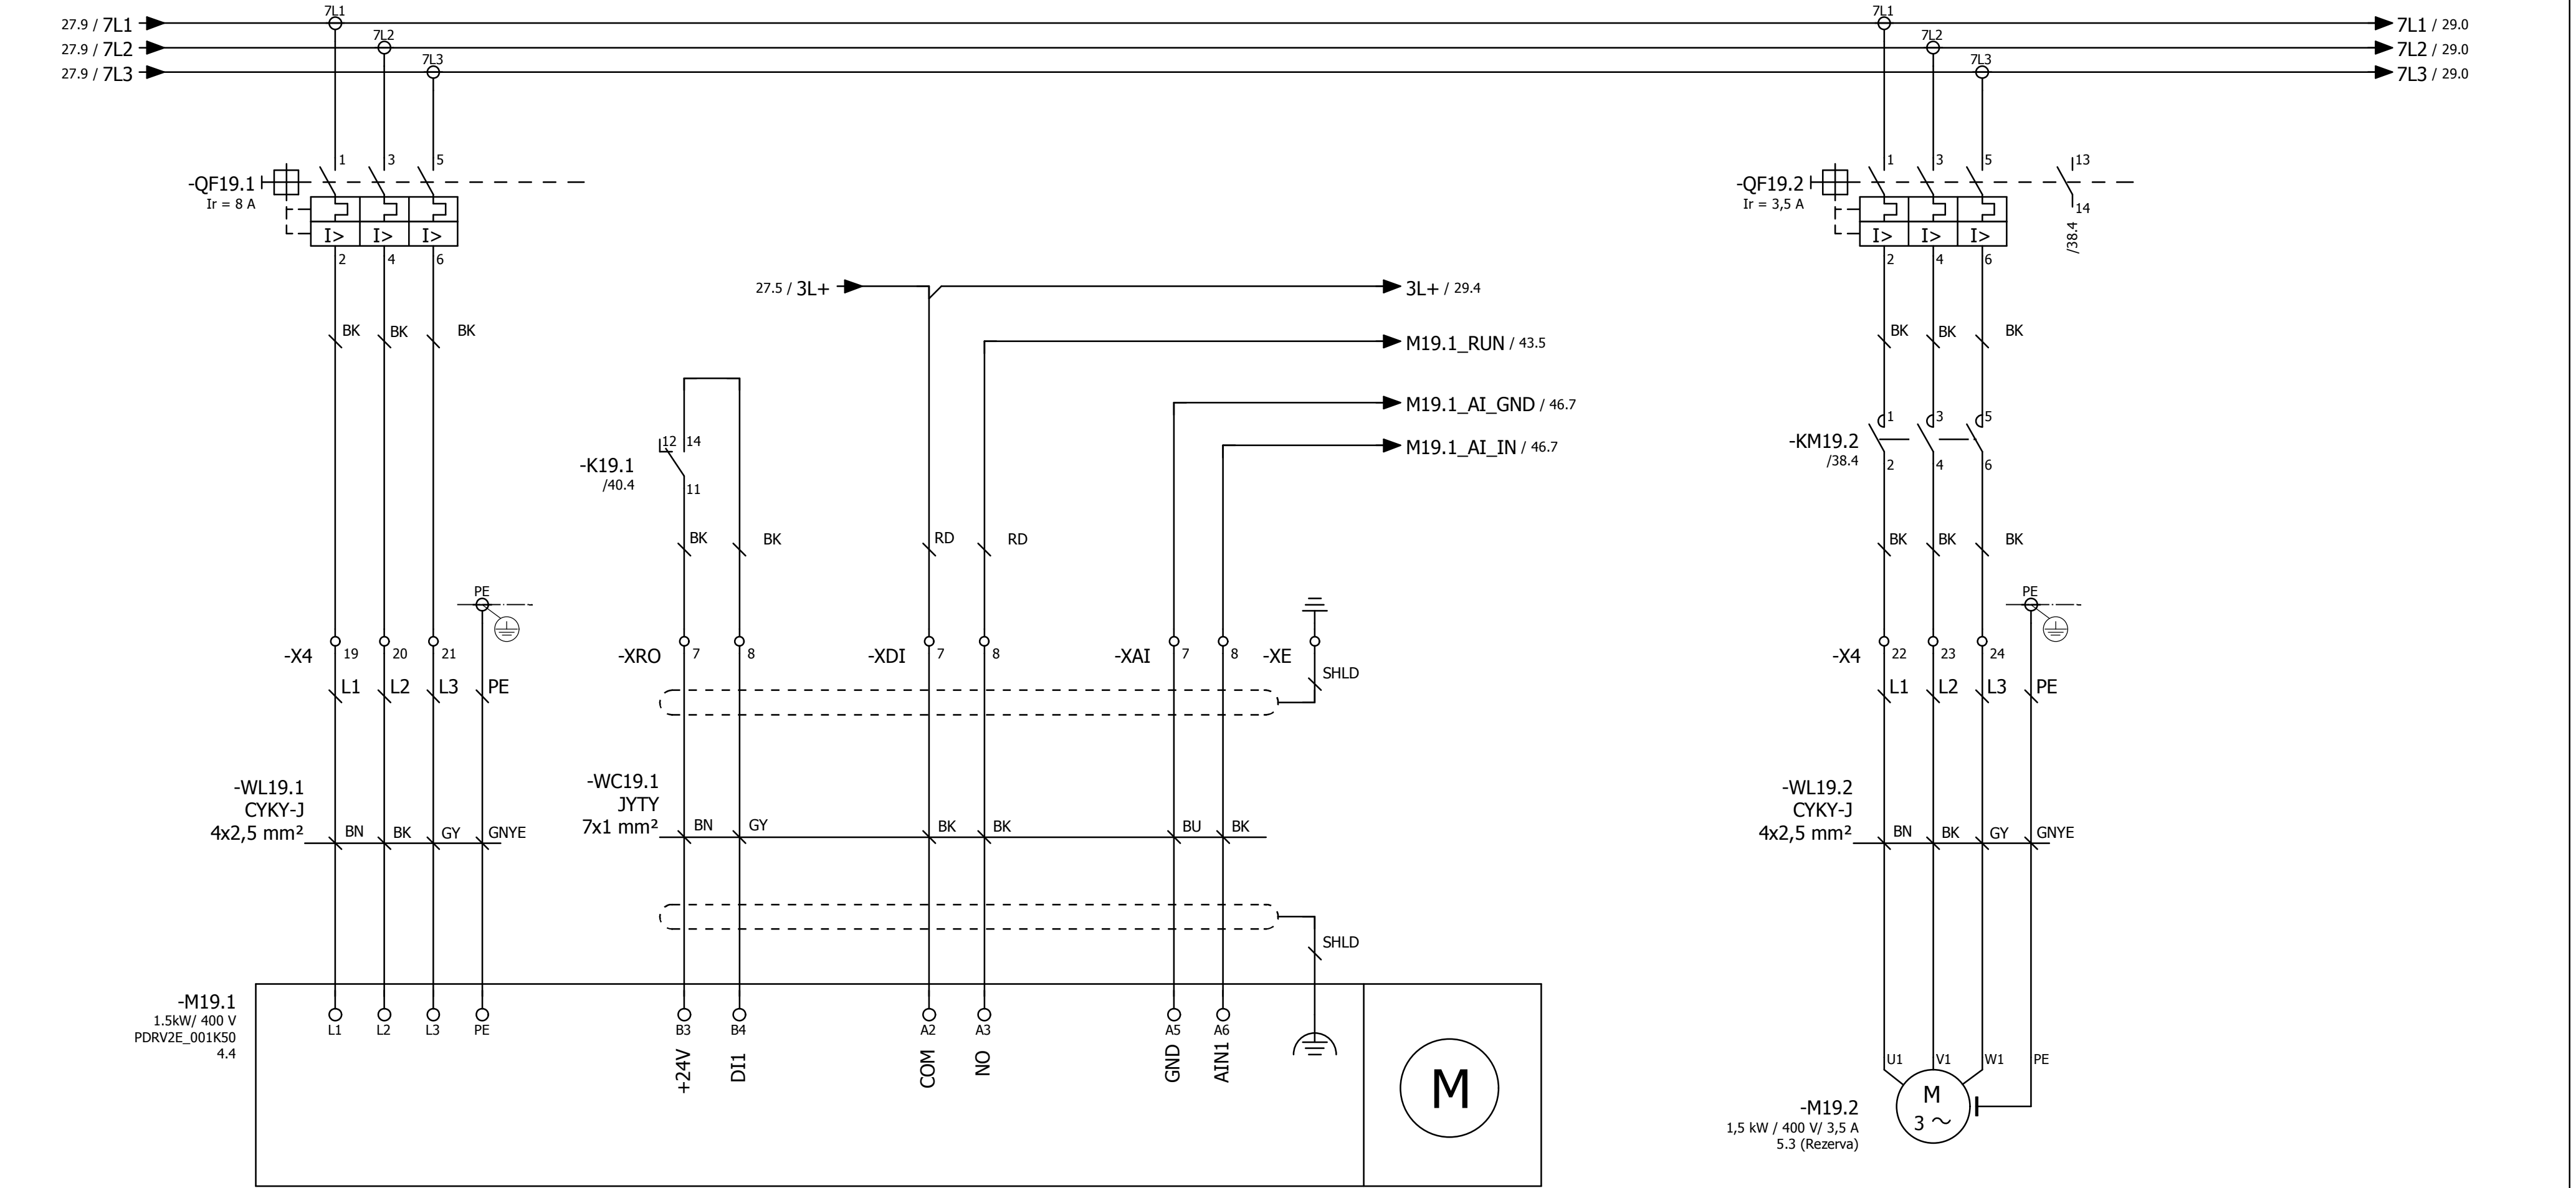 7L1
7L1
27.9 / 7L1
7L1 / 29.0
7L2
7L2
27.9 / 7L2
7L2 / 29.0
7L3
7L3
27.9 / 7L3
7L3 / 29.0
-QF19.1
Ir = 8 A
1 3 5
I> I> I>
2 4 6
-QF19.2
Ir = 3,5 A
1 3 5
13
14
/38.4
I> I> I>
2 4 6
27.5 / 3L+
3L+ / 29.4
BK BK BK
M19.1_RUN / 43.5
BK BK BK
M19.1_AI_GND / 46.7
M19.1_AI_IN / 46.7
-K19.1
/40.4
12 14
11
-KM19.2
/38.4
1 3 5
2 4 6
BK BK
RD RD
BK BK BK
PE
PE
-X4 19 20 21
-XRO 7 8
-XDI 7 8
-XAI 7 8
-XE
SHLD
-X4 22 23 24
L1 L2 L3 PE
L1 L2 L3 PE
-WL19.1
CYKY-J
4x2,5 mm²
BN BK GY GNYE
-WC19.1
JYTY
7x1 mm²
BN GY BK BK BU BK
-WL19.2
CYKY-J
4x2,5 mm²
BN BK GY GNYE
SHLD
-M19.1
1.5kW/ 400 V
PDRV2E_001K50
4.4
L1 L2 L3 PE
B3 B4 A2 A3 A5 A6
+24V
DI1
COM
NO
GND
AIN1
M
U1 V1 W1 PE
M
3 ~
-M19.2
1,5 kW / 400 V/ 3,5 A
5.3 (Rezerva)